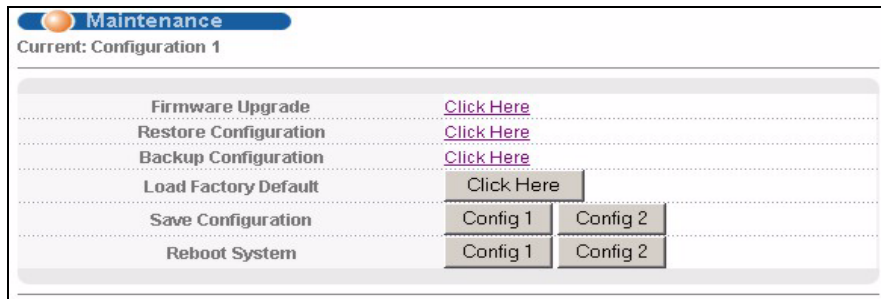 Maintenance
Current: Configuration 1
Firmware Upgrade Click Here
Restore Configuration Click Here
Backup Configuration Click Here
Load Factory Default Click Here
Save Configuration Config 1 Config 2
Reboot System Config 1 Config 2